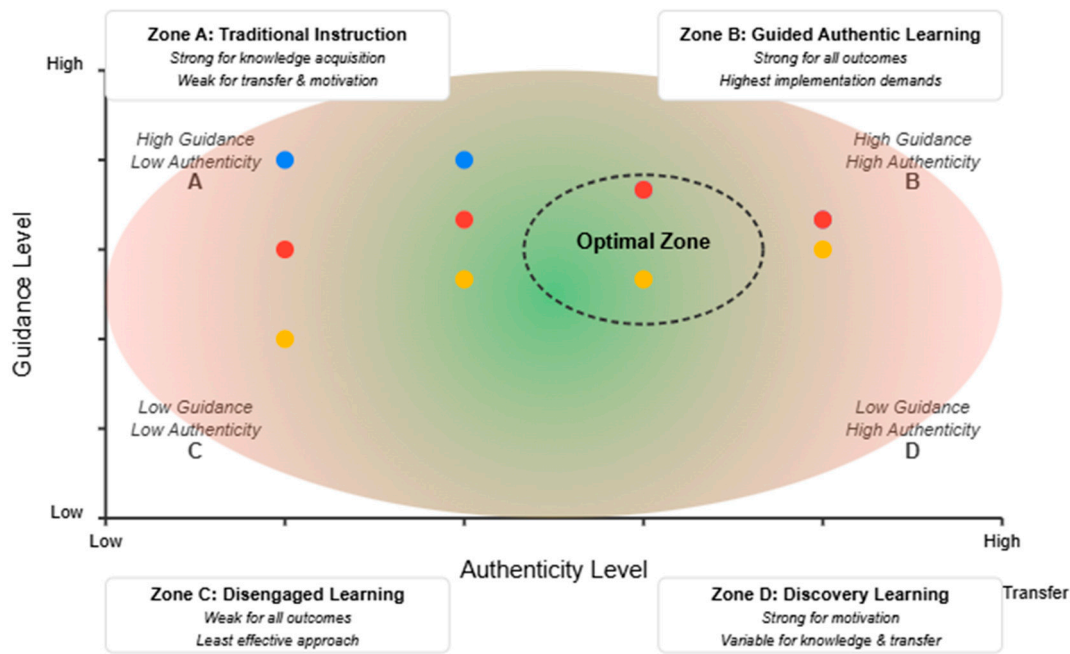 Zone A: Traditional Instruction
Strong for knowledge acquisition
Weak for transfer & motivation
Zone B: Guided Authentic Learning
Strong for all outcomes
Highest implementation demands
High
High Guidance
Low Authenticity
A
High Guidance
High Authenticity
B
Optimal Zone
Guidance Level
Low Guidance
Low Authenticity
C
Low Guidance
High Authenticity
D
Low
Low
High
Authenticity Level
Zone C: Disengaged Learning
Weak for all outcomes
Least effective approach
Zone D: Discovery Learning
Strong for motivation
Variable for knowledge & transfer
Transfer